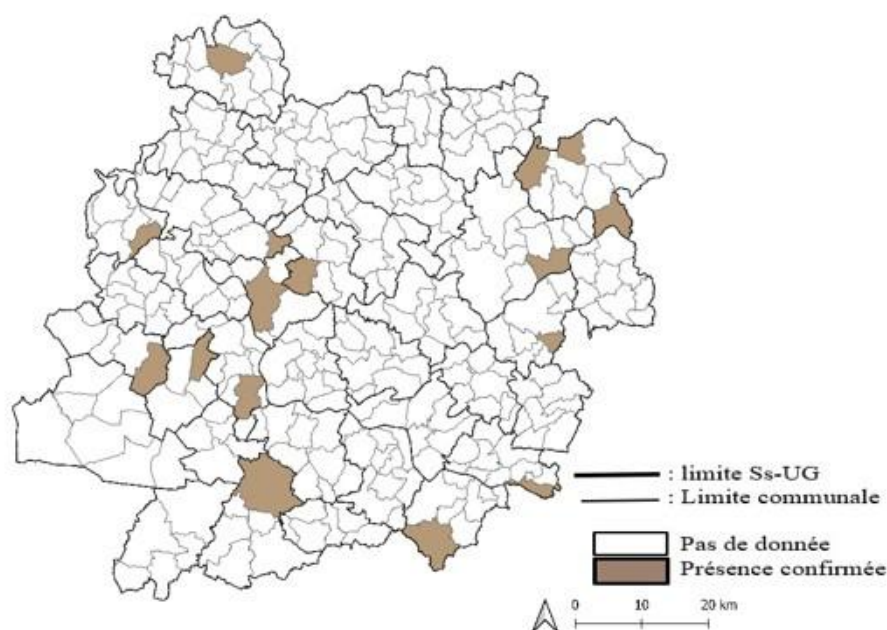 : limite Ss-UG
: Limite communale
Pas de donnée
Présence confirmée
0 10 20 km